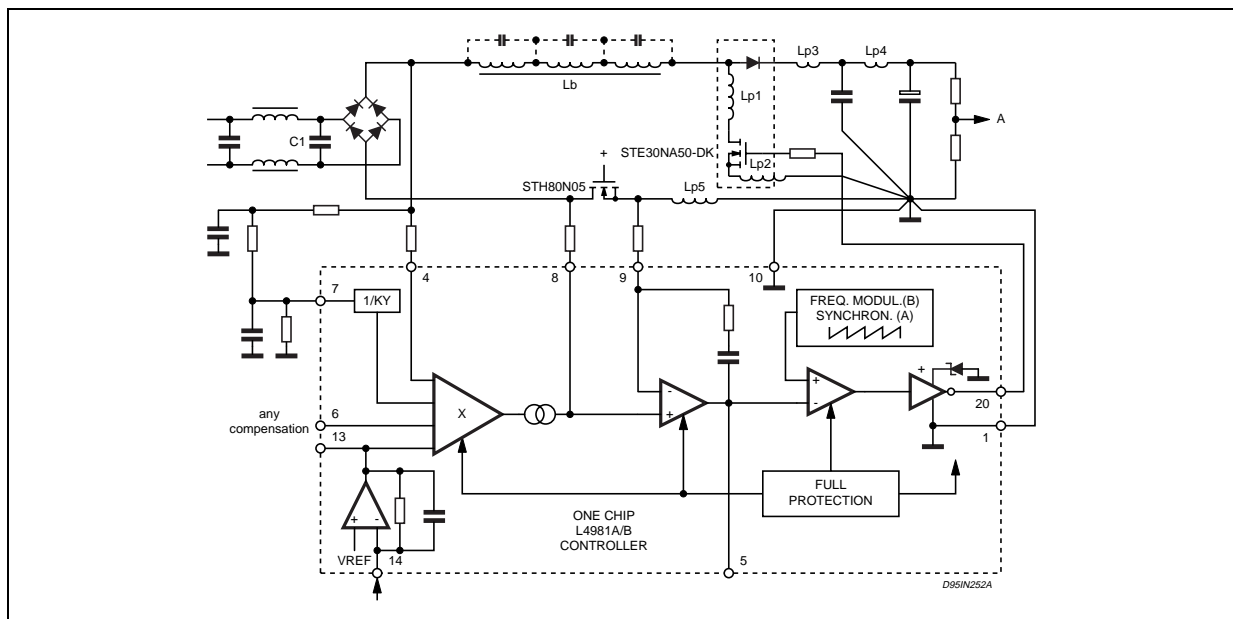 Lp3
Lp4
Lb
Lp1
C1
A
STE30NA50-DK
Lp2
+
STH80N05
Lp5
4
8
9
10
7
1/KY
FREQ. MODUL.(B)
SYNCHRON. (A)
+
-
+
-
+
20
X
6
any
compensation
13
1
FULL
PROTECTION
+
-
ONE CHIP
L4981A/B
CONTROLLER
VREF
14
5
D95IN252A